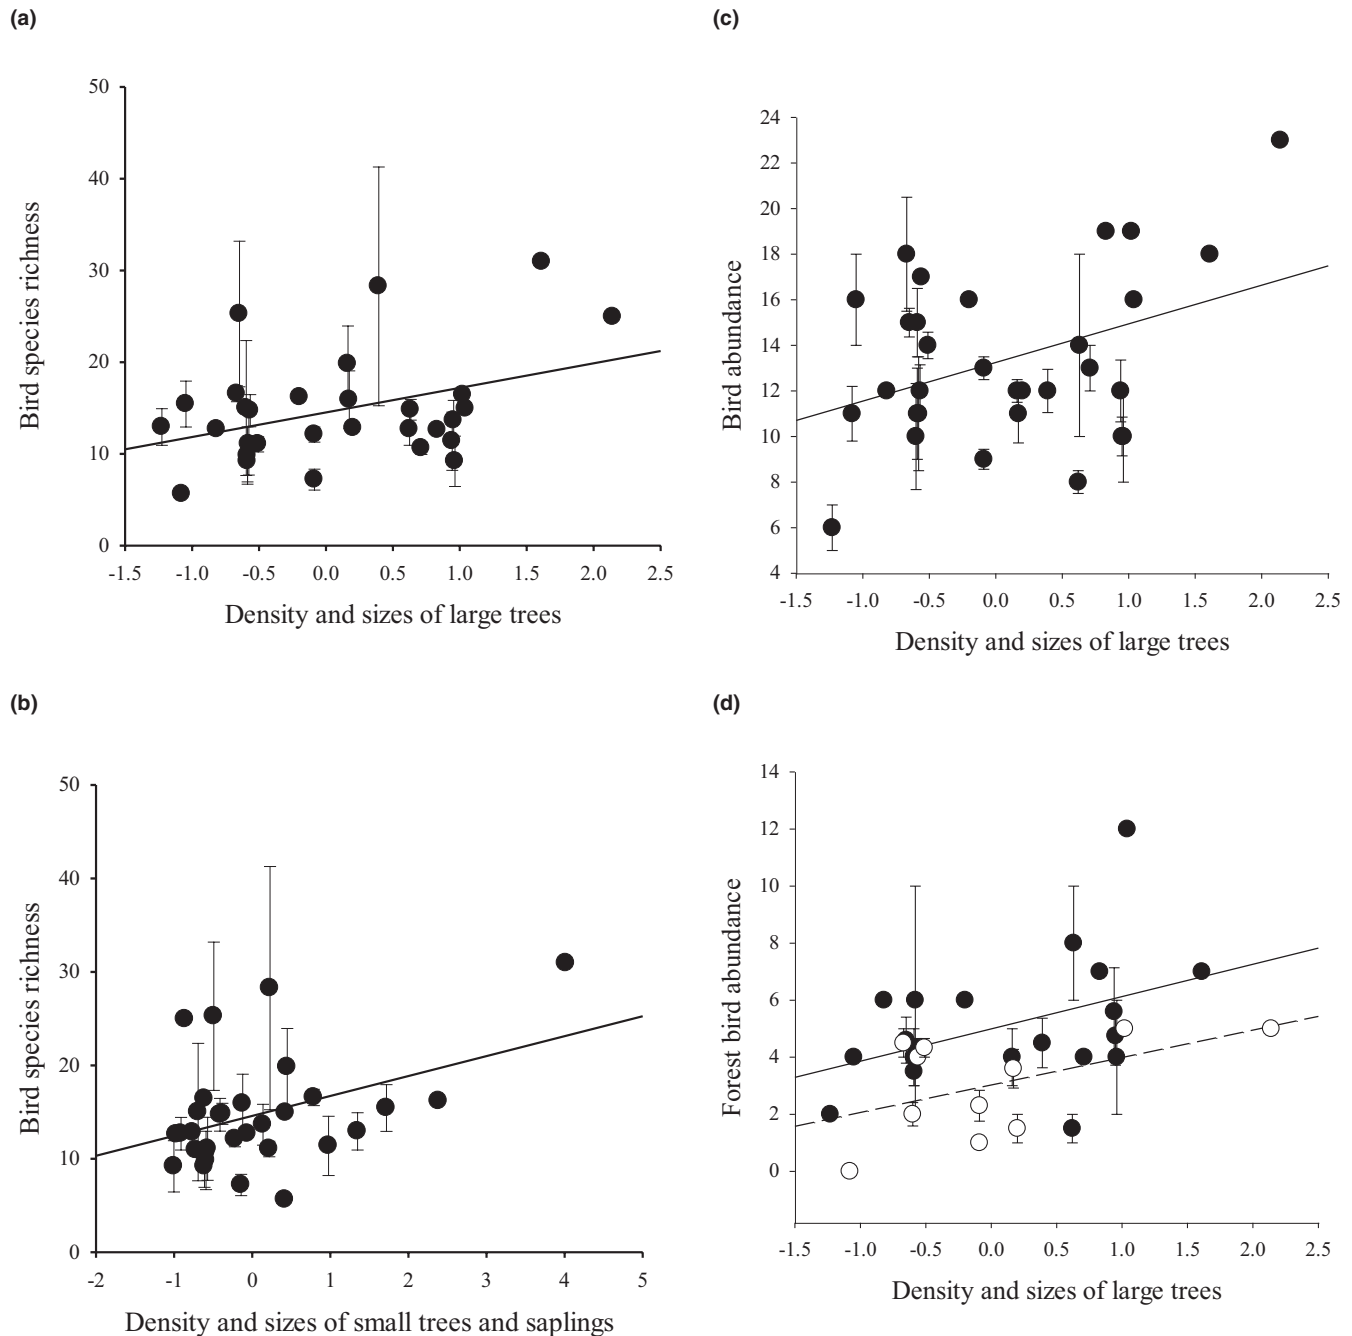 (a)
50
40
30
20
10
0
Bird species richness
-1.5 -1.0 -0.5 0.0 0.5 1.0 1.5 2.0 2.5
Density and sizes of large trees
(c)
24
22
20
18
16
14
12
10
8
6
4
Bird abundance
-1.5 -1.0 -0.5 0.0 0.5 1.0 1.5 2.0 2.5
Density and sizes of large trees
(b)
50
40
30
20
10
0
Bird species richness
-2 -1 0 1 2 3 4 5
Density and sizes of small trees and saplings
(d)
14
12
10
8
6
4
2
0
Forest bird abundance
-1.5 -1.0 -0.5 0.0 0.5 1.0 1.5 2.0 2.5
Density and sizes of large trees